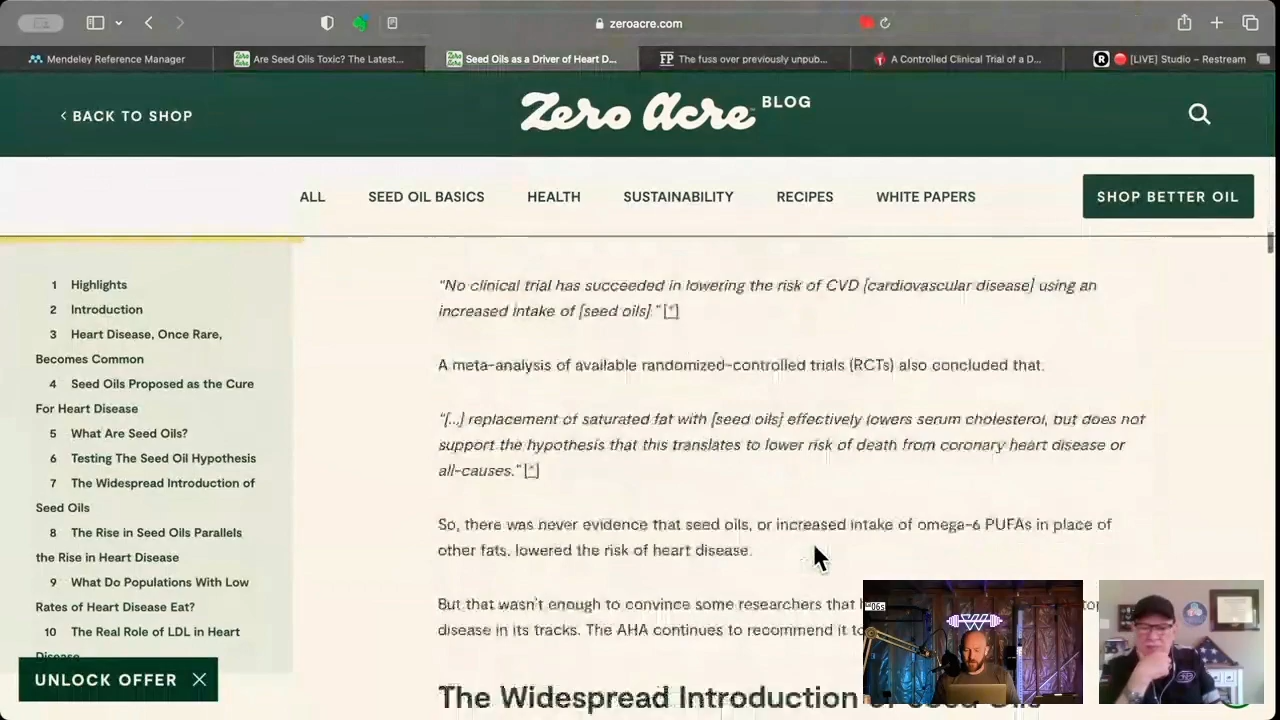 zeroacre.com
Mendeley Reference Manager
Are Seed Oils Toxic? The Latest...
Seed Oils as a Driver of Heart D...
FP The fuss over previously unpub...
A Controlled Clinical Trial of a D...
R [LIVE] Studio – Restream
< BACK TO SHOP
Zero Acre BLOG
ALL
SEED OIL BASICS
HEALTH
SUSTAINABILITY
RECIPES
WHITE PAPERS
SHOP BETTER OIL
1 Highlights
2 Introduction
3 Heart Disease, Once Rare,
Becomes Common
4 Seed Oils Proposed as the Cure
For Heart Disease
5 What Are Seed Oils?
6 Testing The Seed Oil Hypothesis
7 The Widespread Introduction of
Seed Oils
8 The Rise in Seed Oils Parallels
the Rise in Heart Disease
9 What Do Populations With Low
Rates of Heart Disease Eat?
10 The Real Role of LDL in Heart
Disease
UNLOCK OFFER
“No clinical trial has succeeded in lowering the risk of CVD [cardiovascular disease] using an
increased intake of [seed oils].” [*]
A meta-analysis of available randomized-controlled trials (RCTs) also concluded that:
“[...] replacement of saturated fat with [seed oils] effectively lowers serum cholesterol, but does not
support the hypothesis that this translates to lower risk of death from coronary heart disease or
all-causes.” [*]
So, there was never evidence that seed oils, or increased intake of omega-6 PUFAs in place of
other fats, lowered the risk of heart disease.
But that wasn't enough to convince some researchers that
disease in its tracks. The AHA continues to recommend it to
The Widespread Introduction of Seed Oils